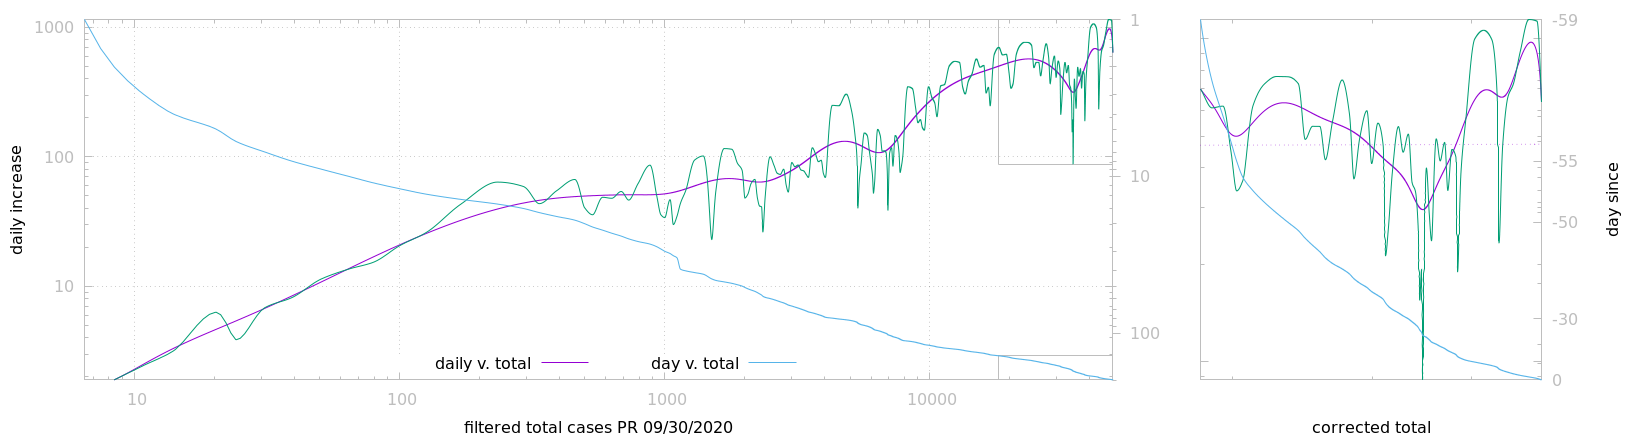 1000
100
10
daily increase
10
100
1000
10000
filtered total cases PR 09/30/2020
daily v. total
day v. total
1
10
100
-59
-55
-50
-30
0
day since
corrected total